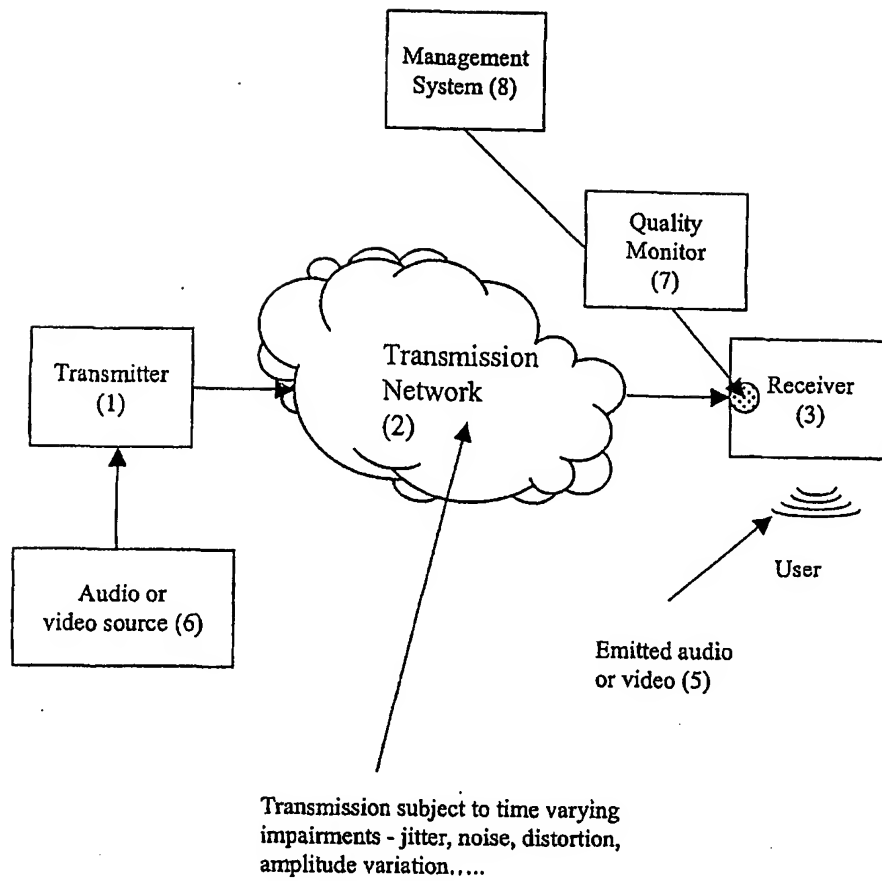 Management
System (8)
Quality
Monitor
(7)
Transmission
Network
(2)
Transmitter
(1)
Receiver
(3)
Audio or
video source (6)
User
Emitted audio
or video (5)
Transmission subject to time varying
impairments - jitter, noise, distortion,
amplitude variation.....